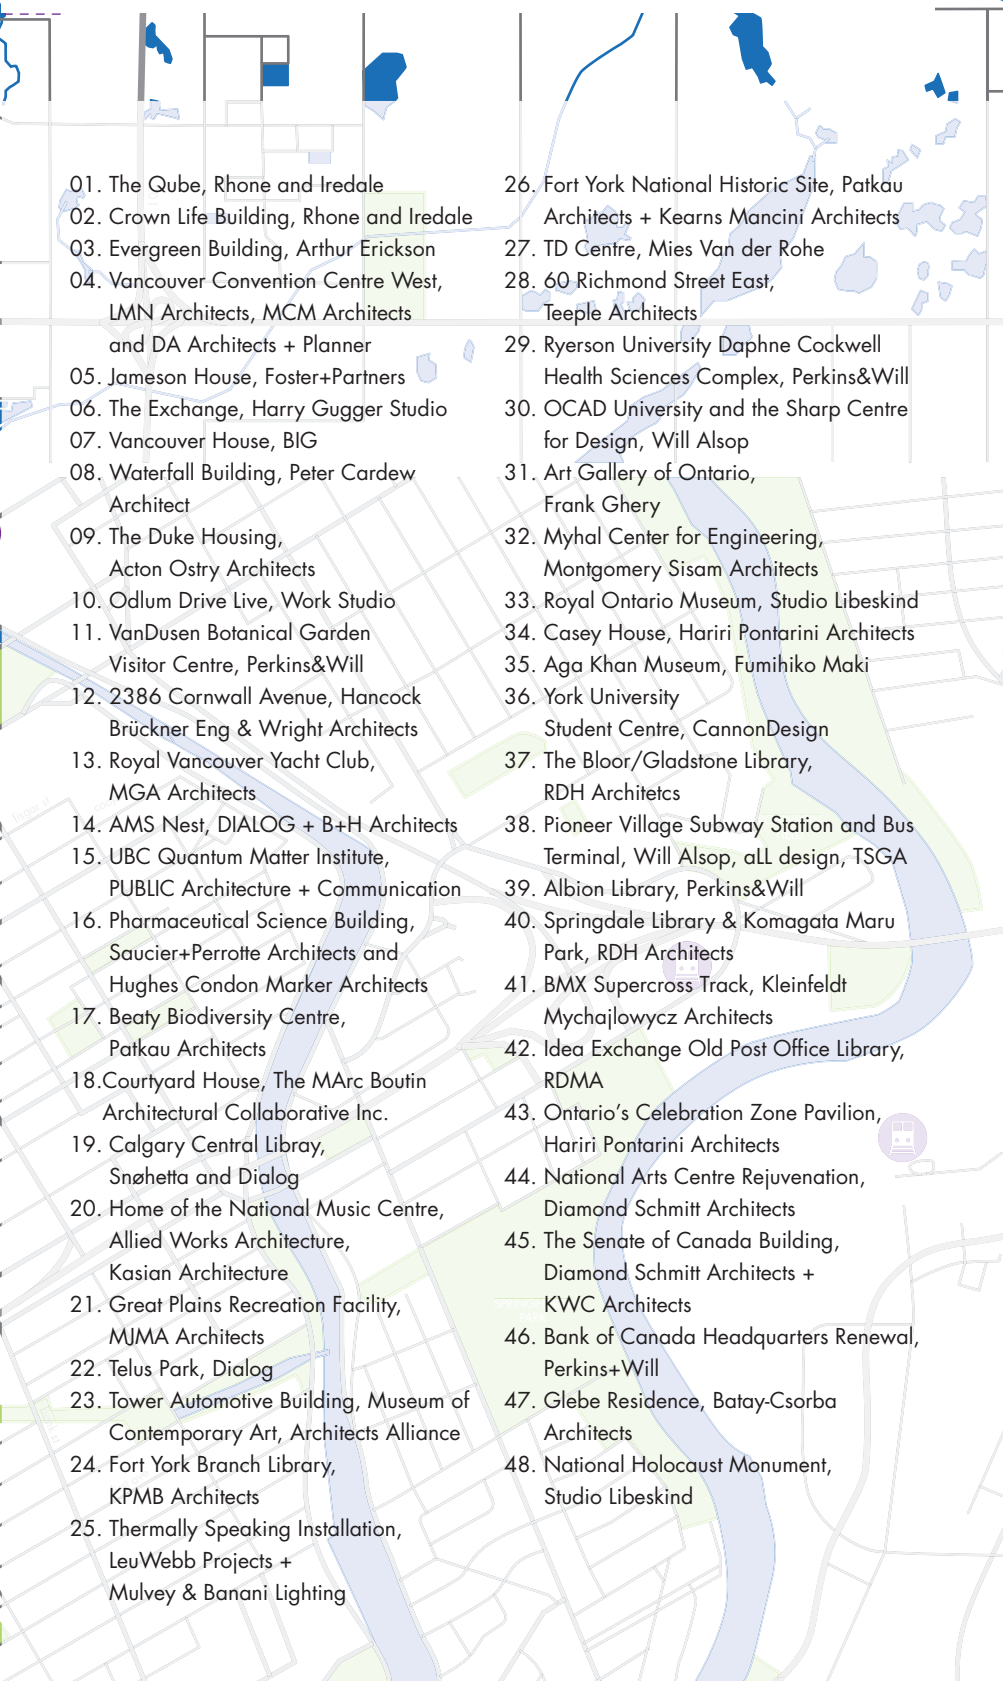 01. The Qube, Rhone and Iredale
02. Crown Life Building, Rhone and Iredale
03. Evergreen Building, Arthur Erickson
04. Vancouver Convention Centre West,
LMN Architects, MCM Architects
and DA Architects + Planner
05. Jameson House, Foster+Partners
06. The Exchange, Harry Gugger Studio
07. Vancouver House, BIG
08. Waterfall Building, Peter Cardew
Architect
09. The Duke Housing,
Acton Ostry Architects
10. Odlum Drive Live, Work Studio
11. VanDusen Botanical Garden
Visitor Centre, Perkins&Will
12. 2386 Cornwall Avenue, Hancock
Brückner Eng & Wright Architects
13. Royal Vancouver Yacht Club,
MGA Architects
14. AMS Nest, DIALOG + B+H Architects
15. UBC Quantum Matter Institute,
PUBLIC Architecture + Communication
16. Pharmaceutical Science Building,
Saucier+Perrotte Architects and
Hughes Condon Marker Architects
17. Beaty Biodiversity Centre,
Patkau Architects
18.Courtyard House, The MArc Boutin
Architectural Collaborative Inc.
19. Calgary Central Libray,
Snøhetta and Dialog
20. Home of the National Music Centre,
Allied Works Architecture,
Kasian Architecture
21. Great Plains Recreation Facility,
MJMA Architects
22. Telus Park, Dialog
23. Tower Automotive Building, Museum of
Contemporary Art, Architects Alliance
24. Fort York Branch Library,
KPMB Architects
25. Thermally Speaking Installation,
LeuWebb Projects +
Mulvey & Banani Lighting
26. Fort York National Historic Site, Patkau
Architects + Kearns Mancini Architects
27. TD Centre, Mies Van der Rohe
28. 60 Richmond Street East,
Teeple Architects
29. Ryerson University Daphne Cockwell
Health Sciences Complex, Perkins&Will
30. OCAD University and the Sharp Centre
for Design, Will Alsop
31. Art Gallery of Ontario,
Frank Ghery
32. Myhal Center for Engineering,
Montgomery Sisam Architects
33. Royal Ontario Museum, Studio Libeskind
34. Casey House, Hariri Pontarini Architects
35. Aga Khan Museum, Fumihiko Maki
36. York University
Student Centre, CannonDesign
37. The Bloor/Gladstone Library,
RDH Architetcs
38. Pioneer Village Subway Station and Bus
Terminal, Will Alsop, aLL design, TSGA
39. Albion Library, Perkins&Will
40. Springdale Library & Komagata Maru
Park, RDH Architects
41. BMX Supercross Track, Kleinfeldt
Mychajlowycz Architects
42. Idea Exchange Old Post Office Library,
RDMA
43. Ontario's Celebration Zone Pavilion,
Hariri Pontarini Architects
44. National Arts Centre Rejuvenation,
Diamond Schmitt Architects
45. The Senate of Canada Building,
Diamond Schmitt Architects +
KWC Architects
46. Bank of Canada Headquarters Renewal,
Perkins+Will
47. Glebe Residence, Batay-Csorba
Architects
48. National Holocaust Monument,
Studio Libeskind